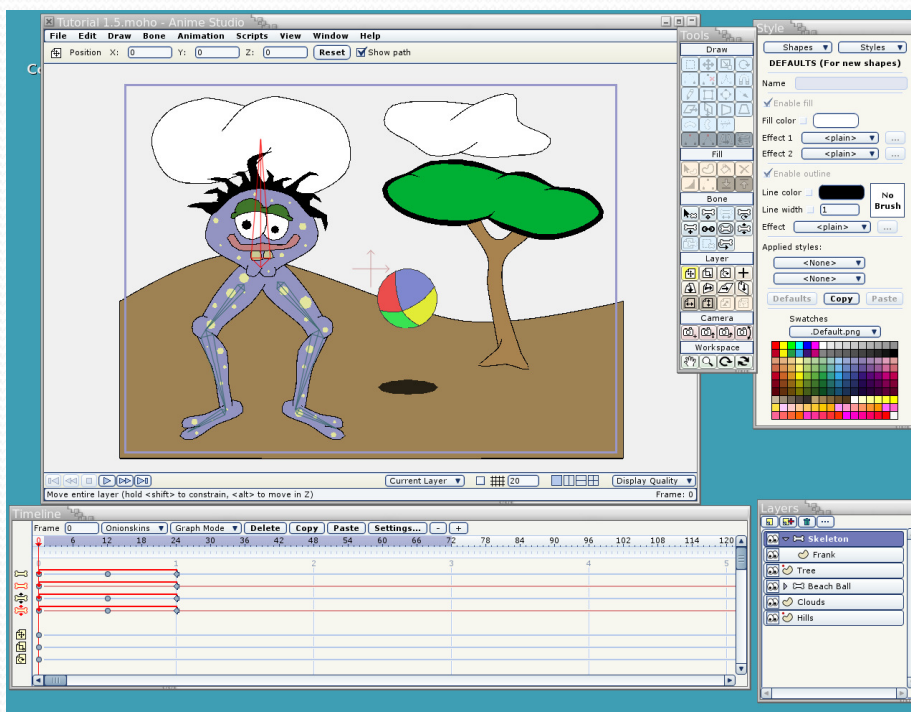 Tutorial 1.5.moho - Anime Studio
File Edit Draw Bone Animation Scripts View Window Help
Position X: 0 Y: 0 Z: 0 Reset Show path
Current Layer 20 Display Quality
Move entire layer (hold <shift> to constrain, <alt> to move in Z) Frame: 0
Tools
Draw
Fill
Bone
Layer
Camera
Workspace
Style
Shapes Styles
DEFAULTS (For new shapes)
Name
Enable fill
Fill color
Effect 1 <plain> ...
Effect 2 <plain> ...
Enable outline
Line color
Line width 1
No
Brush
Effect <plain> ...
Applied styles:
<None>
<None>
Defaults Copy Paste
Swatches
.Default.png
Timeline
Frame 0 Onionskins Graph Mode Delete Copy Paste Settings... - +
0 6 12 18 24 30 36 42 48 54 60 66 72 78 84 90 96 102 108 114 120
1 2 3 4 5
Layers
...
Skeleton
Frank
Tree
Beach Ball
Clouds
Hills